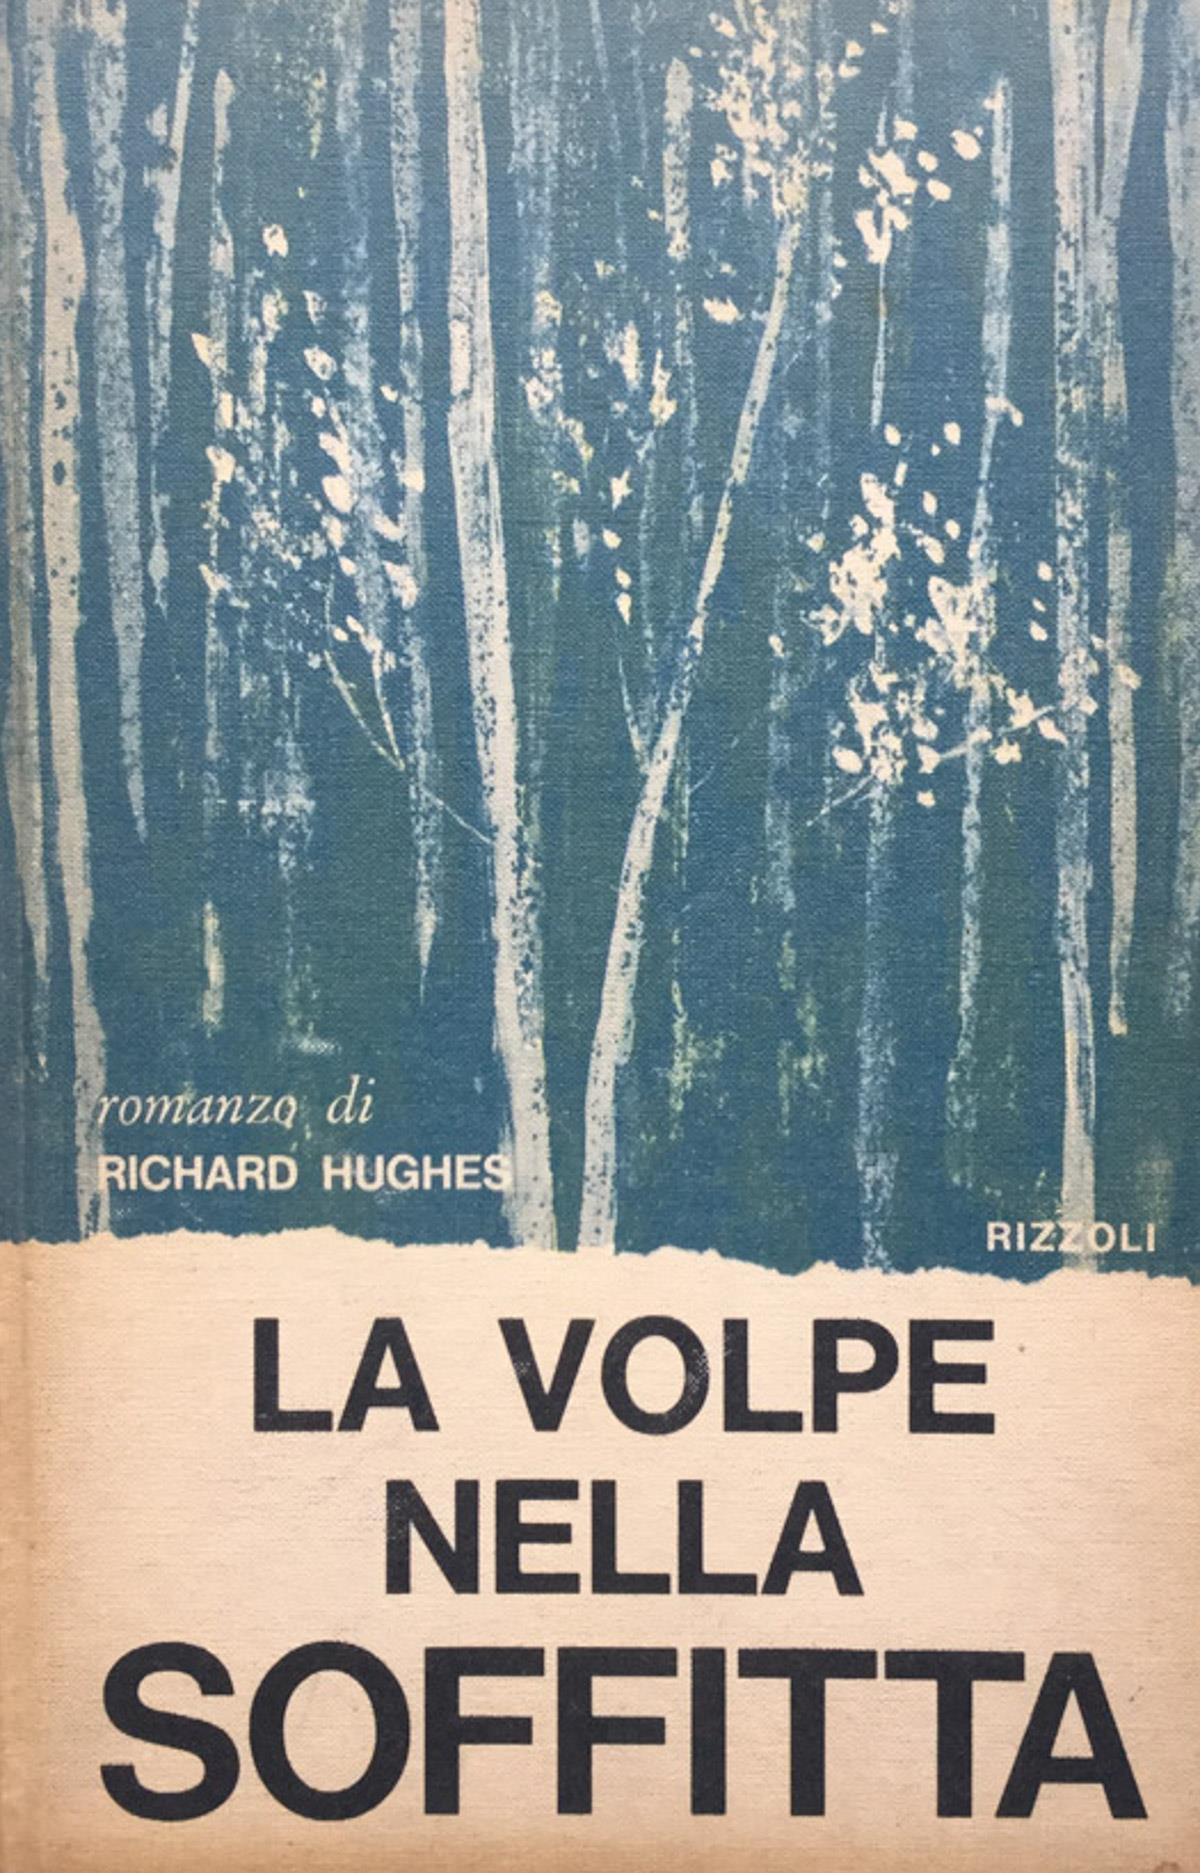 romanzo di
RICHARD HUGHES
RIZZOLI
LA VOLPE
NELLA
SOFFITTA